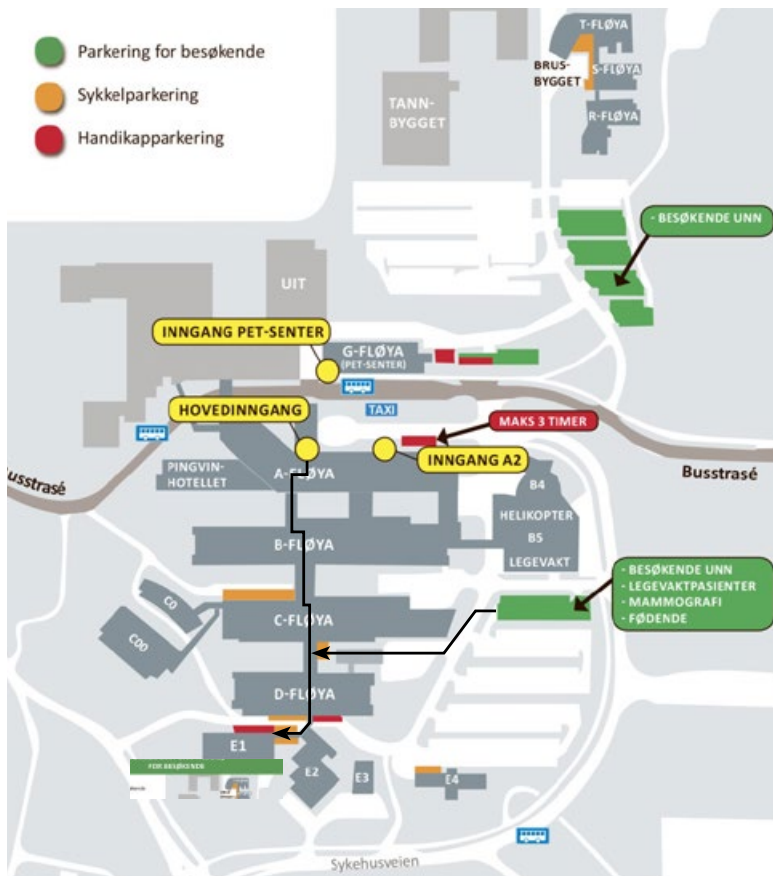 Parkering for besøkende
Sykkelparkering
Handikapparkering
T-FLØYA
BRUS-
BYGGET
S-FLØYA
R-FLØYA
TANN-
BYGGET
- BESØKENDE UNN
UIT
INNGANG PET-SENTER
G-FLØYA
(PET-SENTER)
HOVEDINNGANG
TAXI
MAKS 3 TIMER
INNGANG A2
Busstrasé
Busstrasé
PINGVIN-
HOTELLET
A-FLØYA
B4
HELIKOPTER
B5
LEGEVAKT
B-FLØYA
- BESØKENDE UNN
- LEGEVAKTPASIENTER
- MAMMOGRAFI
- FØDENDE
C0
C00
C-FLØYA
D-FLØYA
E1
FOR BESØKENDE
E2
E3
E4
Sykehusveien